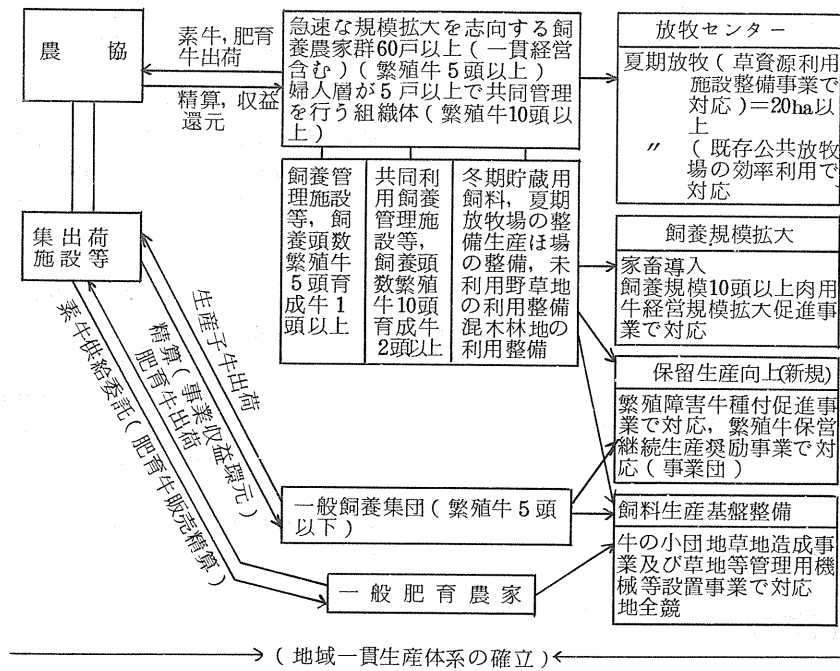 農協
素牛，肥育
牛出荷
精算，収益
還元
急速な規模拡大を志向する飼
養農家群60戸以上（一貫経営
含む）（繁殖牛5頭以上）
婦人層が5戸以上で共同管理
を行う組織体（繁殖牛10頭以
上）
放牧センター
夏期放牧（草資源利用
施設整備事業で
対応）＝20ha以
上
〃（既存公共放牧
場の効率利用で
対応
飼養管
理施設
等，飼
養頭数
繁殖牛
5頭育
成牛1
頭以上
共同利
用飼養
管理施
設等，
飼養頭
数繁殖
牛10頭
育成牛
2頭以上
冬期貯蔵用
飼料，夏期
放牧場の整
備生産ほ場
の整備，未
利用野草地
の利用整備
混木林地の
利用整備
集出荷
施設等
飼養規模拡大
家畜導入
飼養規模10頭以上肉用
牛経営規模拡大促進事
業で対応
保留生産向上(新規)
繁殖障害牛種付促進事
業で対応，繁殖牛保営
継続生産奨励事業で対
応（事業団）
生産子牛出荷
精算（事業収益還元）
肥育牛出荷
素牛供給委託（肥育牛販売精算）
一般飼養集団（繁殖牛5頭
以下）
飼料生産基盤整備
牛の小団地草地造成事
業及び草地等管理用機
械等設置事業で対応
地全競
一般肥育農家
（地域一貫生産体系の確立）